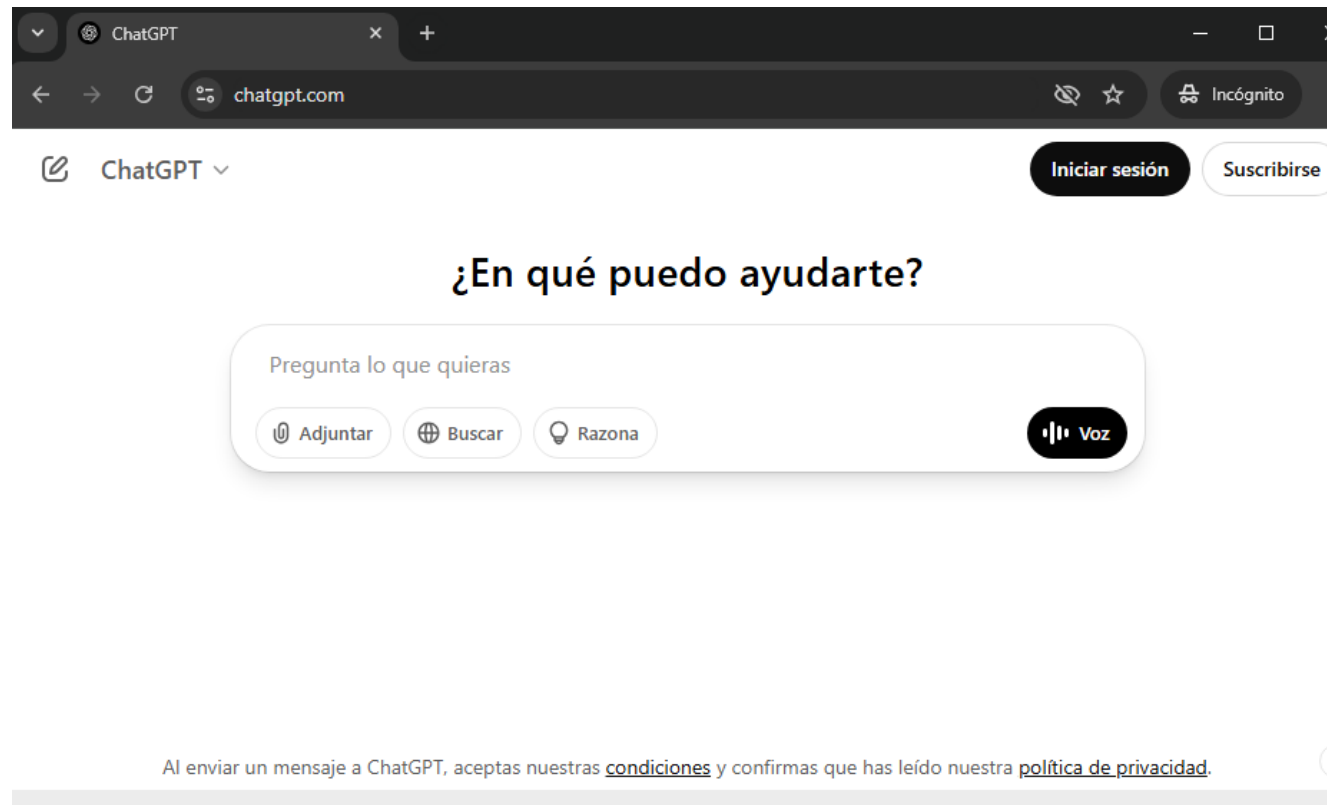 ChatGPT
chatgpt.com
Incógnito
ChatGPT
Iniciar sesión
Suscribirse
¿En qué puedo ayudarte?
Pregunta lo que quieras
Adjuntar
Buscar
Razona
Voz
Al enviar un mensaje a ChatGPT, aceptas nuestras condiciones y confirmas que has leído nuestra política de privacidad.